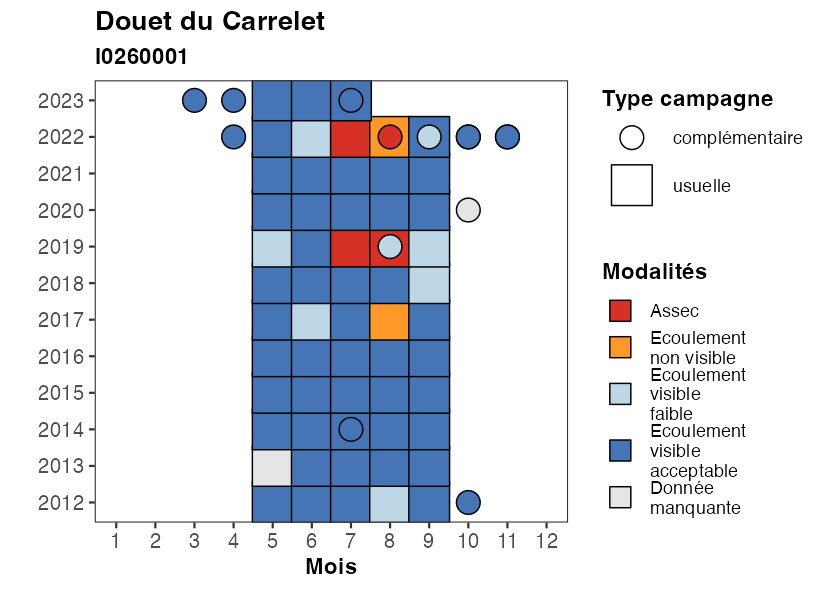 Douet du Carrelet
I0260001
2023
2022
2021
2020
2019
2018
2017
2016
2015
2014
2013
2012
1 2 3 4 5 6 7 8 9 10 11 12
Mois
Type campagne
complémentaire
usuelle
Modalités
Assec
Ecoulement
non visible
Ecoulement
visible
faible
Ecoulement
visible
acceptable
Donnée
manquante